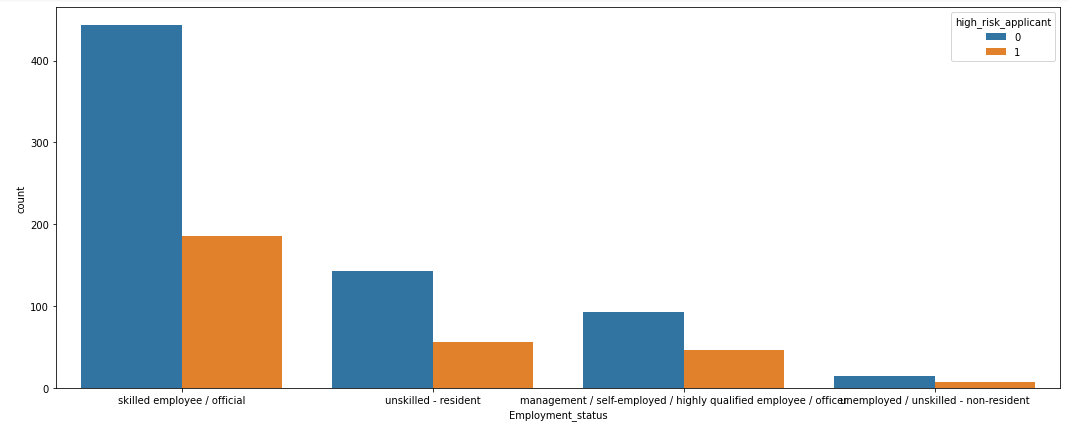 high_risk_applicant
0
1
400
300
200
100
0
count
skilled employee / official
unskilled - resident
management / self-employed / highly qualified employee / officer
unemployed / unskilled - non-resident
Employment_status